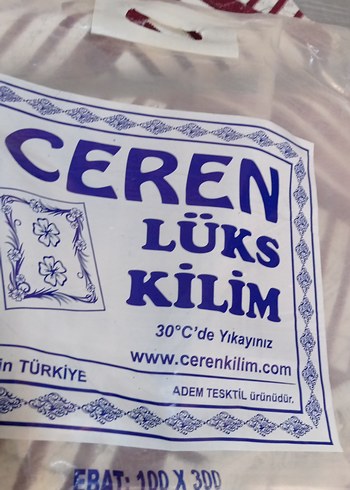 CEREN
LÜKS
KİLİM
30°C'de Yıkayınız
www.cerenkilim.com
in TÜRKİYE
ADEM TESKTİL ürünüdür.
EBAT: 100 X 300